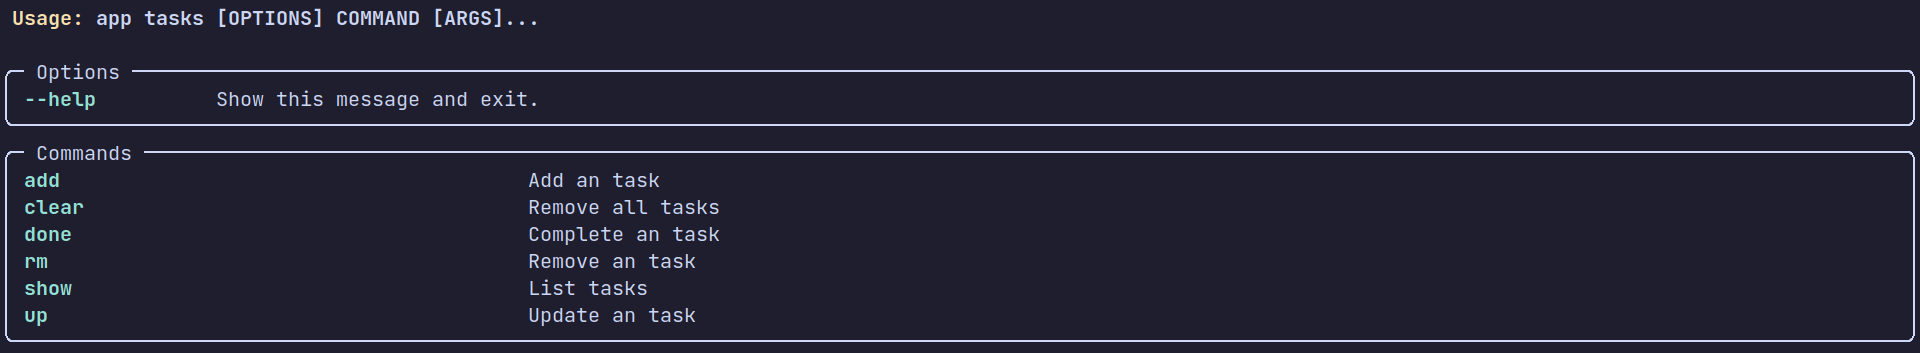 Usage: app tasks [OPTIONS] COMMAND [ARGS]...
Options
--help Show this message and exit.
Commands
add Add an task
clear Remove all tasks
done Complete an task
rm Remove an task
show List tasks
up Update an task